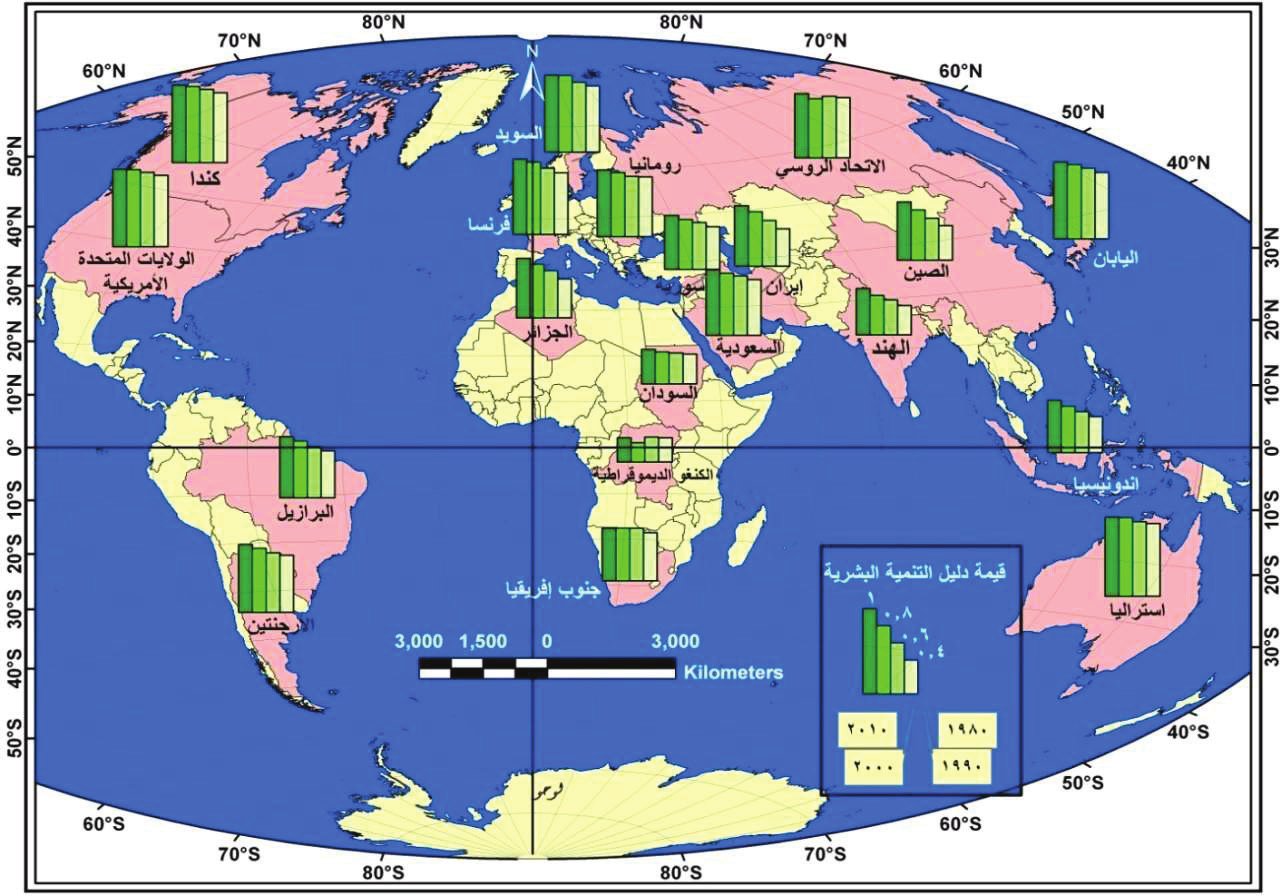 80°N
80°N
70°N
70°N
60°N
60°N
50°N
40°N
30°N
20°N
10°N
0°
10°S
20°S
30°S
40°S
50°S
50°N
40°N
30°N
20°N
10°N
0°
10°S
20°S
30°S
40°S
50°S
60°S
60°S
70°S
70°S
80°S
80°S
N
السويد
رومانيا
الاتحاد الروسي
كندا
فرنسا
الولايات المتحدة
الأمريكية
اليابان
الصين
سورية
إيران
الجزائر
السعودية
الهند
السودان
الكنغو الديموقراطية
اندونيسيا
البرازيل
جنوب إفريقيا
الارجنتين
استراليا
3,000 1,500 0 3,000
Kilometers
قيمة دليل التنمية البشرية
١
٠,٨
٠,٦
٠,٤
٢٠١٠
١٩٨٠
٢٠٠٠
١٩٩٠